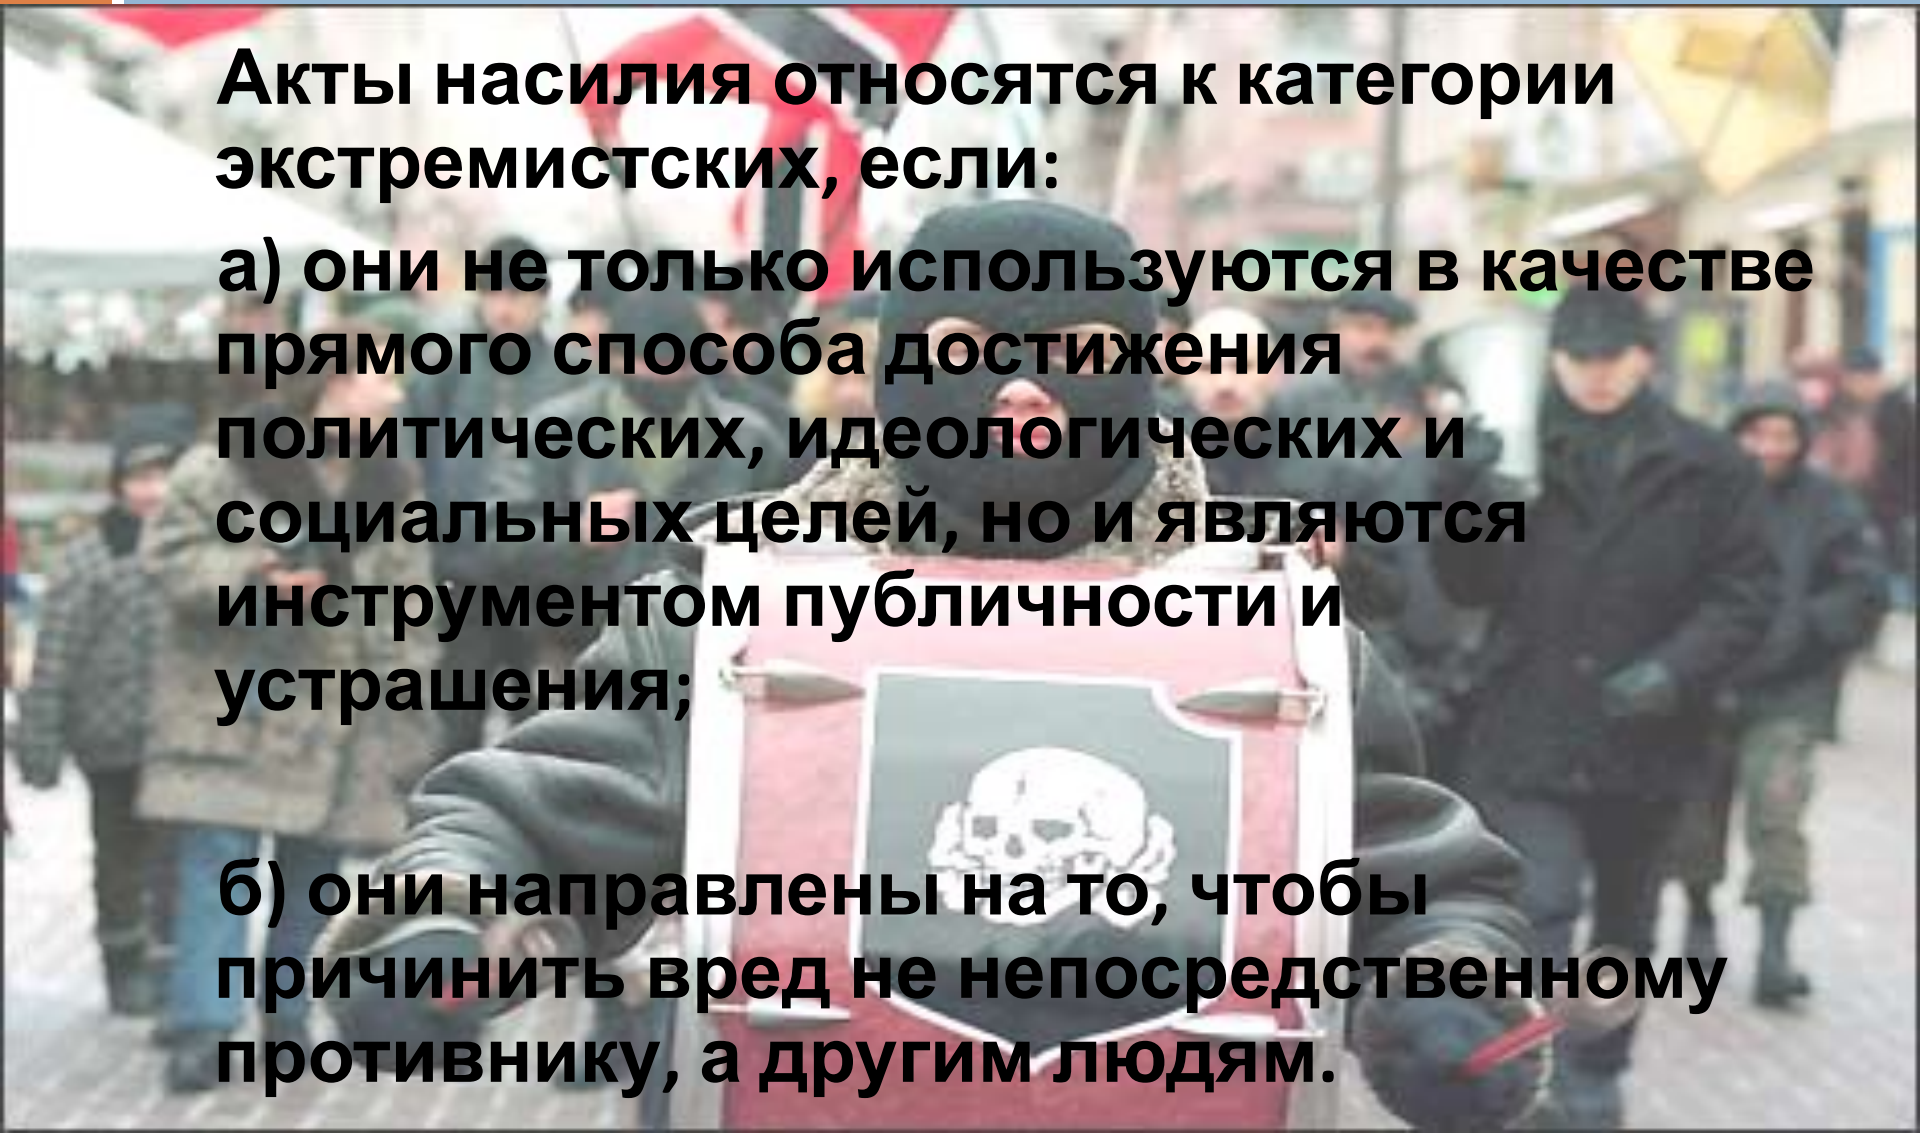 Акты насилия относятся к категории
экстремистских, если:
а) они не только используются в качестве
прямого способа достижения
политических, идеологических и
социальных целей, но и являются
инструментом публичности и
устрашения;
б) они направлены на то, чтобы
причинить вред не непосредственному
противнику, а другим людям.